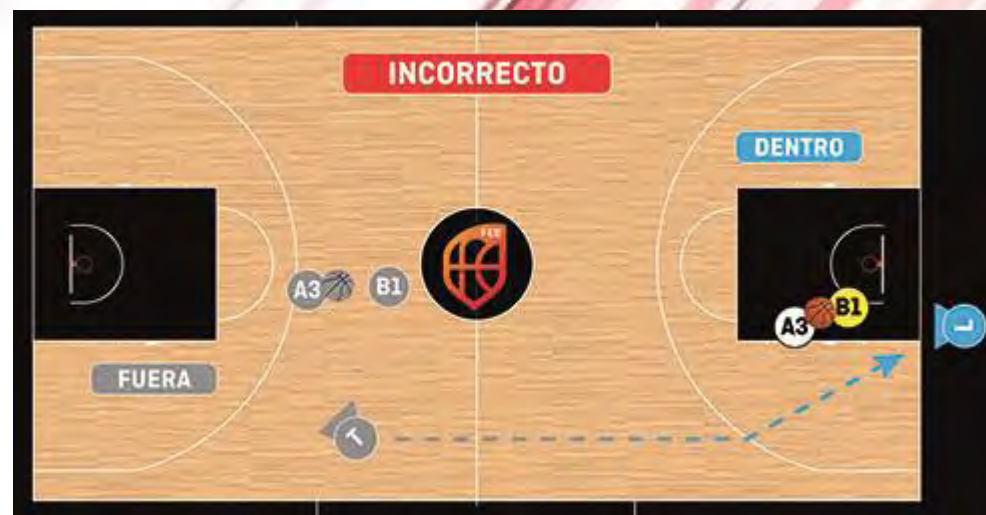 INCORRECTO
DENTRO
FEB
A3
B1
A3
B1
L
FUERA
T